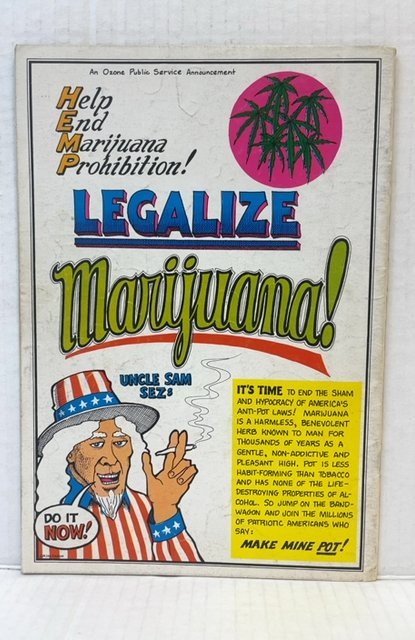 An Ozone Public Service Announcement
Help
End
Marijuana
Prohibition!
LEGALIZE
Marijuana!
UNCLE SAM
SEZ:
DO IT
NOW!
IT'S TIME TO END THE SHAM
AND HYPOCRACY OF AMERICA'S
ANTI-POT LAWS! MARIJUANA
IS A HARMLESS, BENEVOLENT
HERB KNOWN TO MAN FOR
THOUSANDS OF YEARS AS A
GENTLE, NON-ADDICTIVE AND
PLEASANT HIGH. POT IS LESS
HABIT-FORMING THAN TOBACCO
AND HAS NONE OF THE LIFE-
DESTROYING PROPERTIES OF AL-
COHOL. SO JUMP ON THE BAND-
WAGON AND JOIN THE MILLIONS
OF PATRIOTIC AMERICANS WHO
SAY:
MAKE MINE POT!